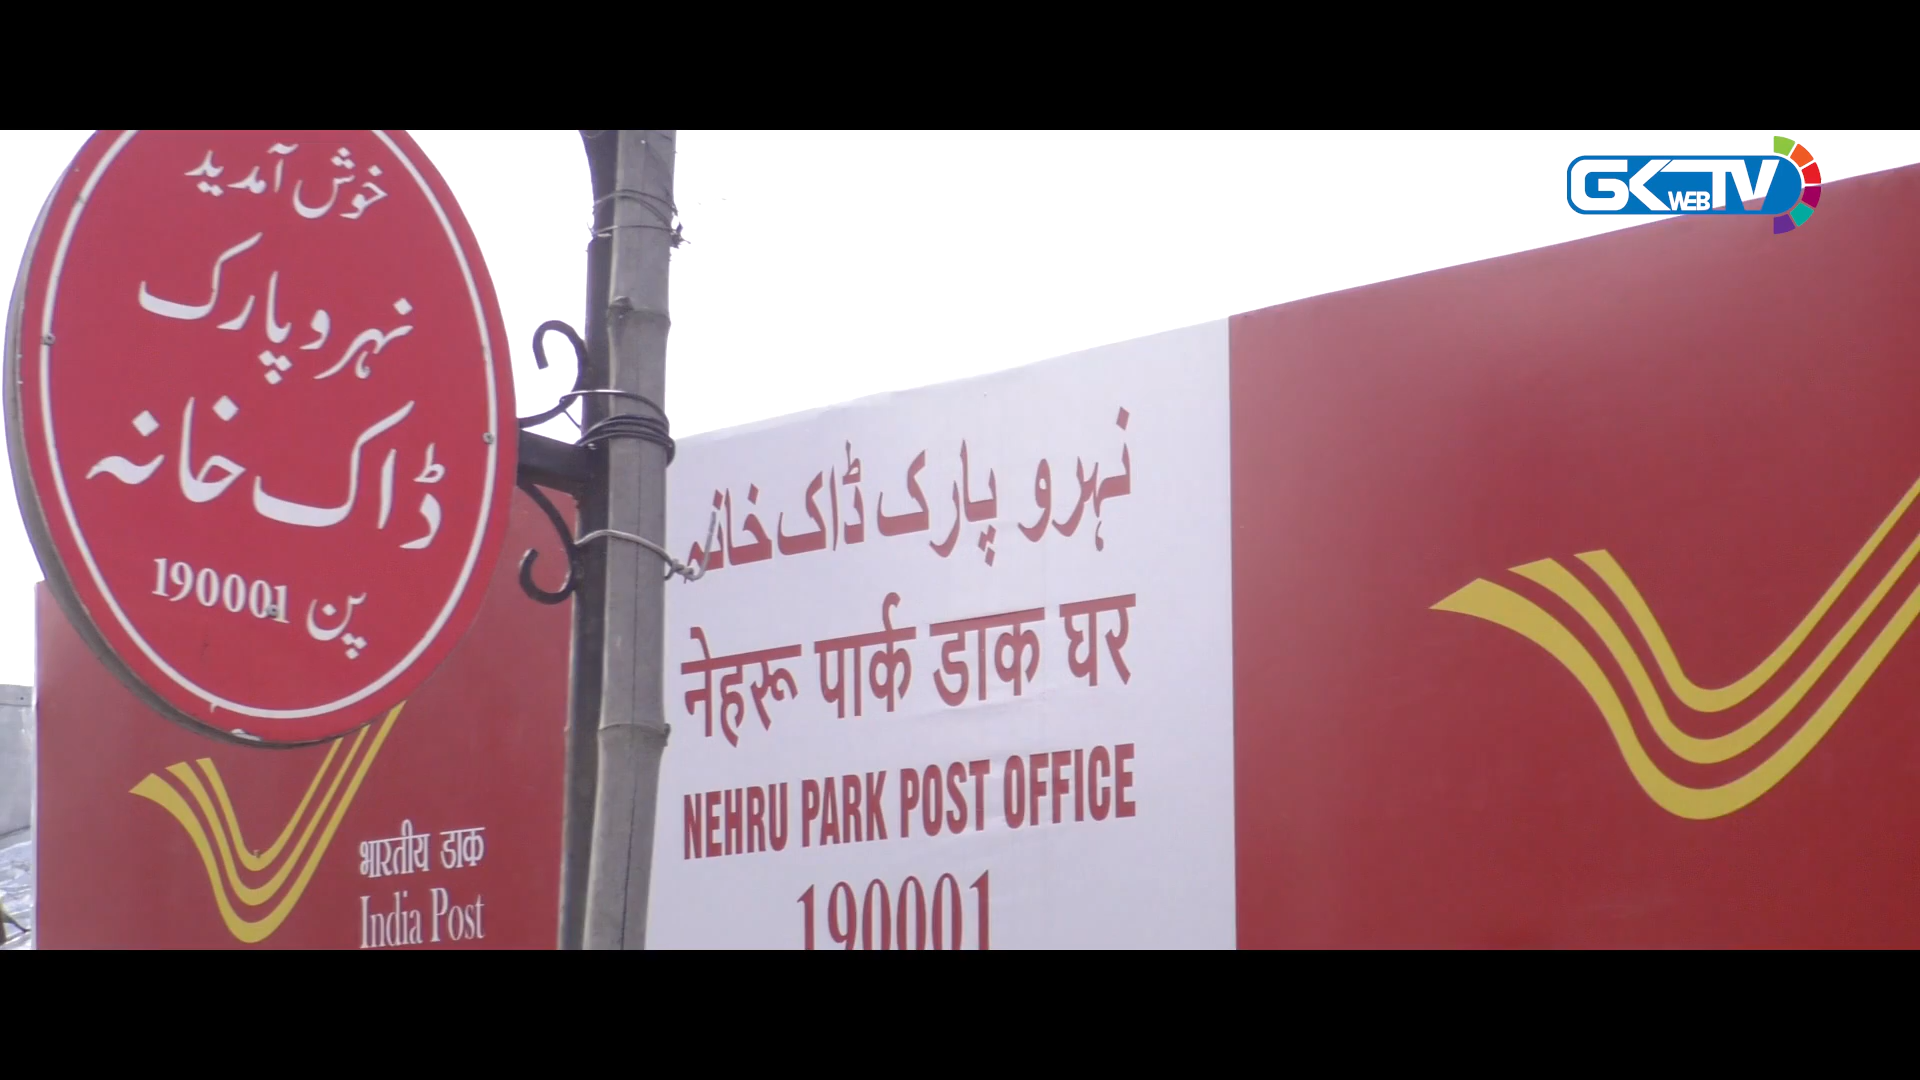 خوش آمدید
نہرو پارک
ڈاک خانہ
پن 190001
भारतीय डाक
India Post
نہرو پارک ڈاک خانہ
नेहरू पार्क डाक घर
NEHRU PARK POST OFFICE
190001
GK WEB TV